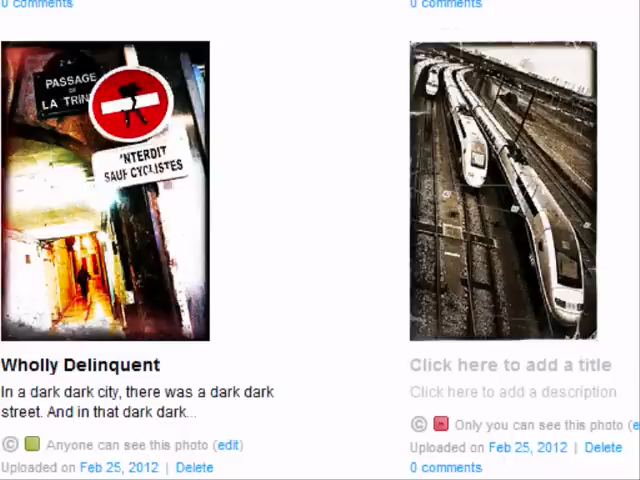 0 comments
0 comments
PASSAGE
DE
LA TRIN
INTERDIT
SAUF CYCLISTES
Wholly Delinquent
In a dark dark city, there was a dark dark
street. And in that dark dark...
© Anyone can see this photo (edit)
Uploaded on Feb 25, 2012 | Delete
Click here to add a title
Click here to add a description
© Only you can see this photo (e
Uploaded on Feb 25, 2012 | Delete
0 comments